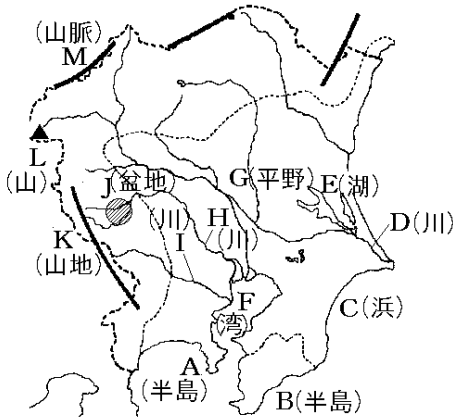 (山脈)
M
L
(山)
J(盆地)
G(平野)
E(湖)
(川)
H
(川)
D(川)
K
(山地)
I
F
(湾)
C(浜)
A
(半島)
B(半島)